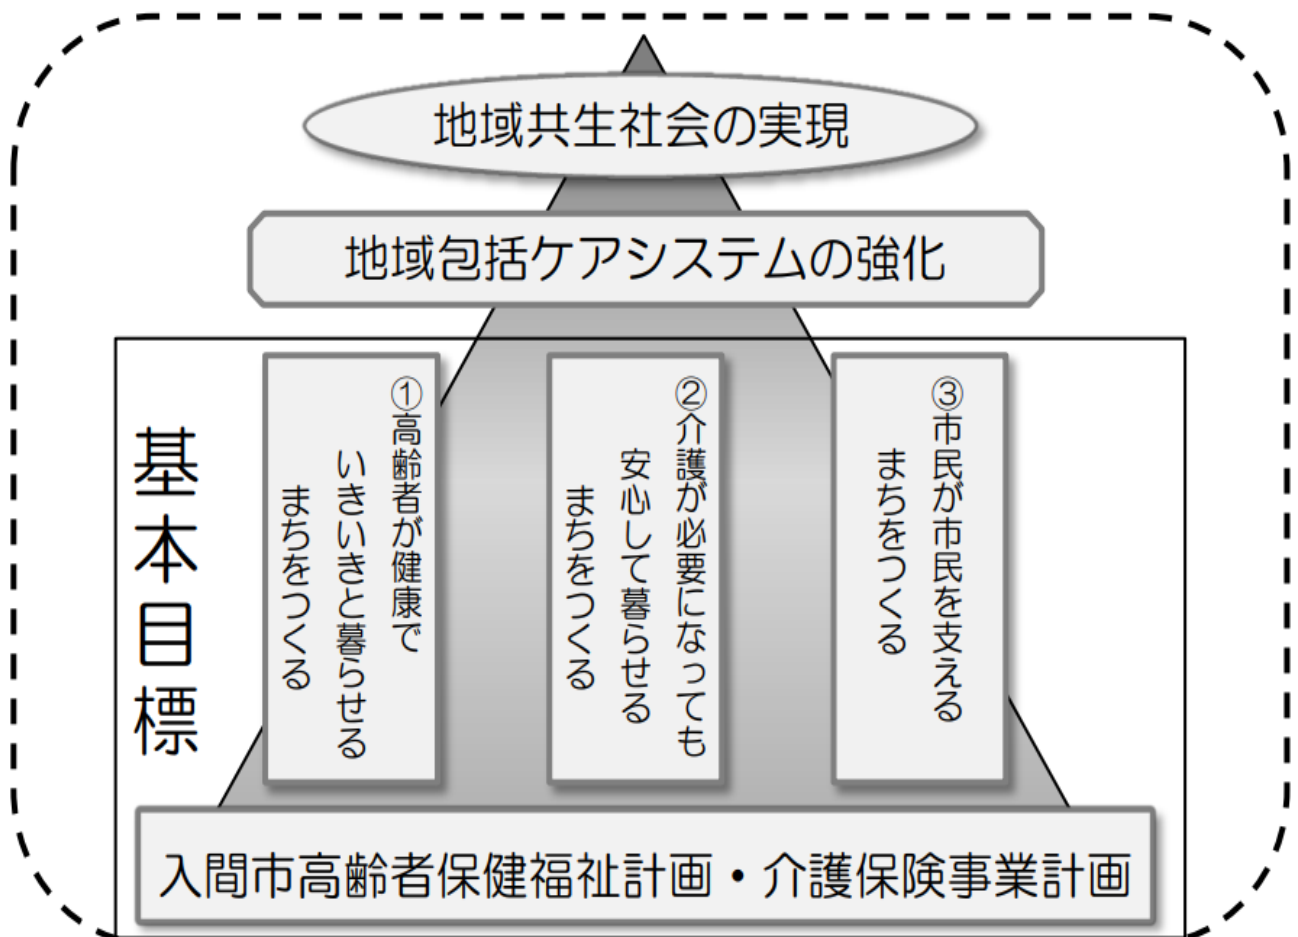 地域共生社会の実現
地域包括ケアシステムの強化
基本目標
①高齢者が健康で
いきいきと暮らせる
まちをつくる
②介護が必要になっても
安心して暮らせる
まちをつくる
③市民が市民を支える
まちをつくる
入間市高齢者保健福祉計画・介護保険事業計画